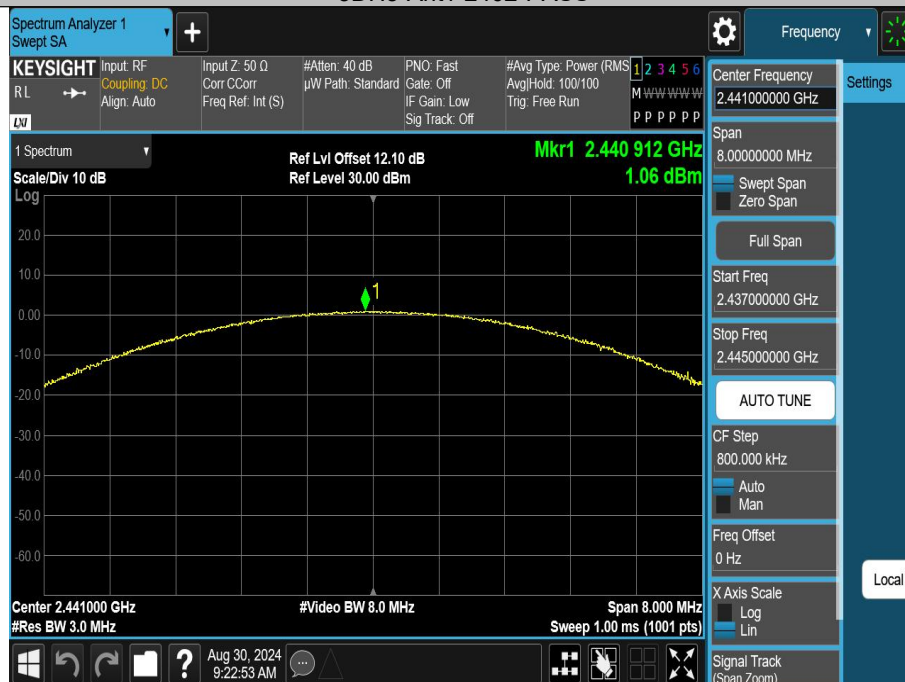 Spectrum Analyzer 1
Swept SA
Frequency
KEYSIGHT
RL
LXI
Input: RF
Coupling: DC
Align: Auto
Input Z: 50 Ω
Corr CCorr
Freq Ref: Int (S)
#Atten: 40 dB
µW Path: Standard
PNO: Fast
Gate: Off
IF Gain: Low
Sig Track: Off
#Avg Type: Power (RMS
Avg|Hold: 100/100
Trig: Free Run
1 2 3 4 5 6
M W W W W W
P P P P P P
1 Spectrum
Scale/Div 10 dB
Log
Ref Lvl Offset 12.10 dB
Ref Level 30.00 dBm
Mkr1 2.440 912 GHz
1.06 dBm
20.0
10.0
0.00
-10.0
-20.0
-30.0
-40.0
-50.0
-60.0
1
Center 2.441000 GHz
#Res BW 3.0 MHz
#Video BW 8.0 MHz
Span 8.000 MHz
Sweep 1.00 ms (1001 pts)
Aug 30, 2024
9:22:53 AM
Center Frequency
2.441000000 GHz
Span
8.00000000 MHz
Swept Span
Zero Span
Full Span
Start Freq
2.437000000 GHz
Stop Freq
2.445000000 GHz
AUTO TUNE
CF Step
800.000 kHz
Auto
Man
Freq Offset
0 Hz
X Axis Scale
Log
Lin
Signal Track
(Span Zoom)
Settings
Local